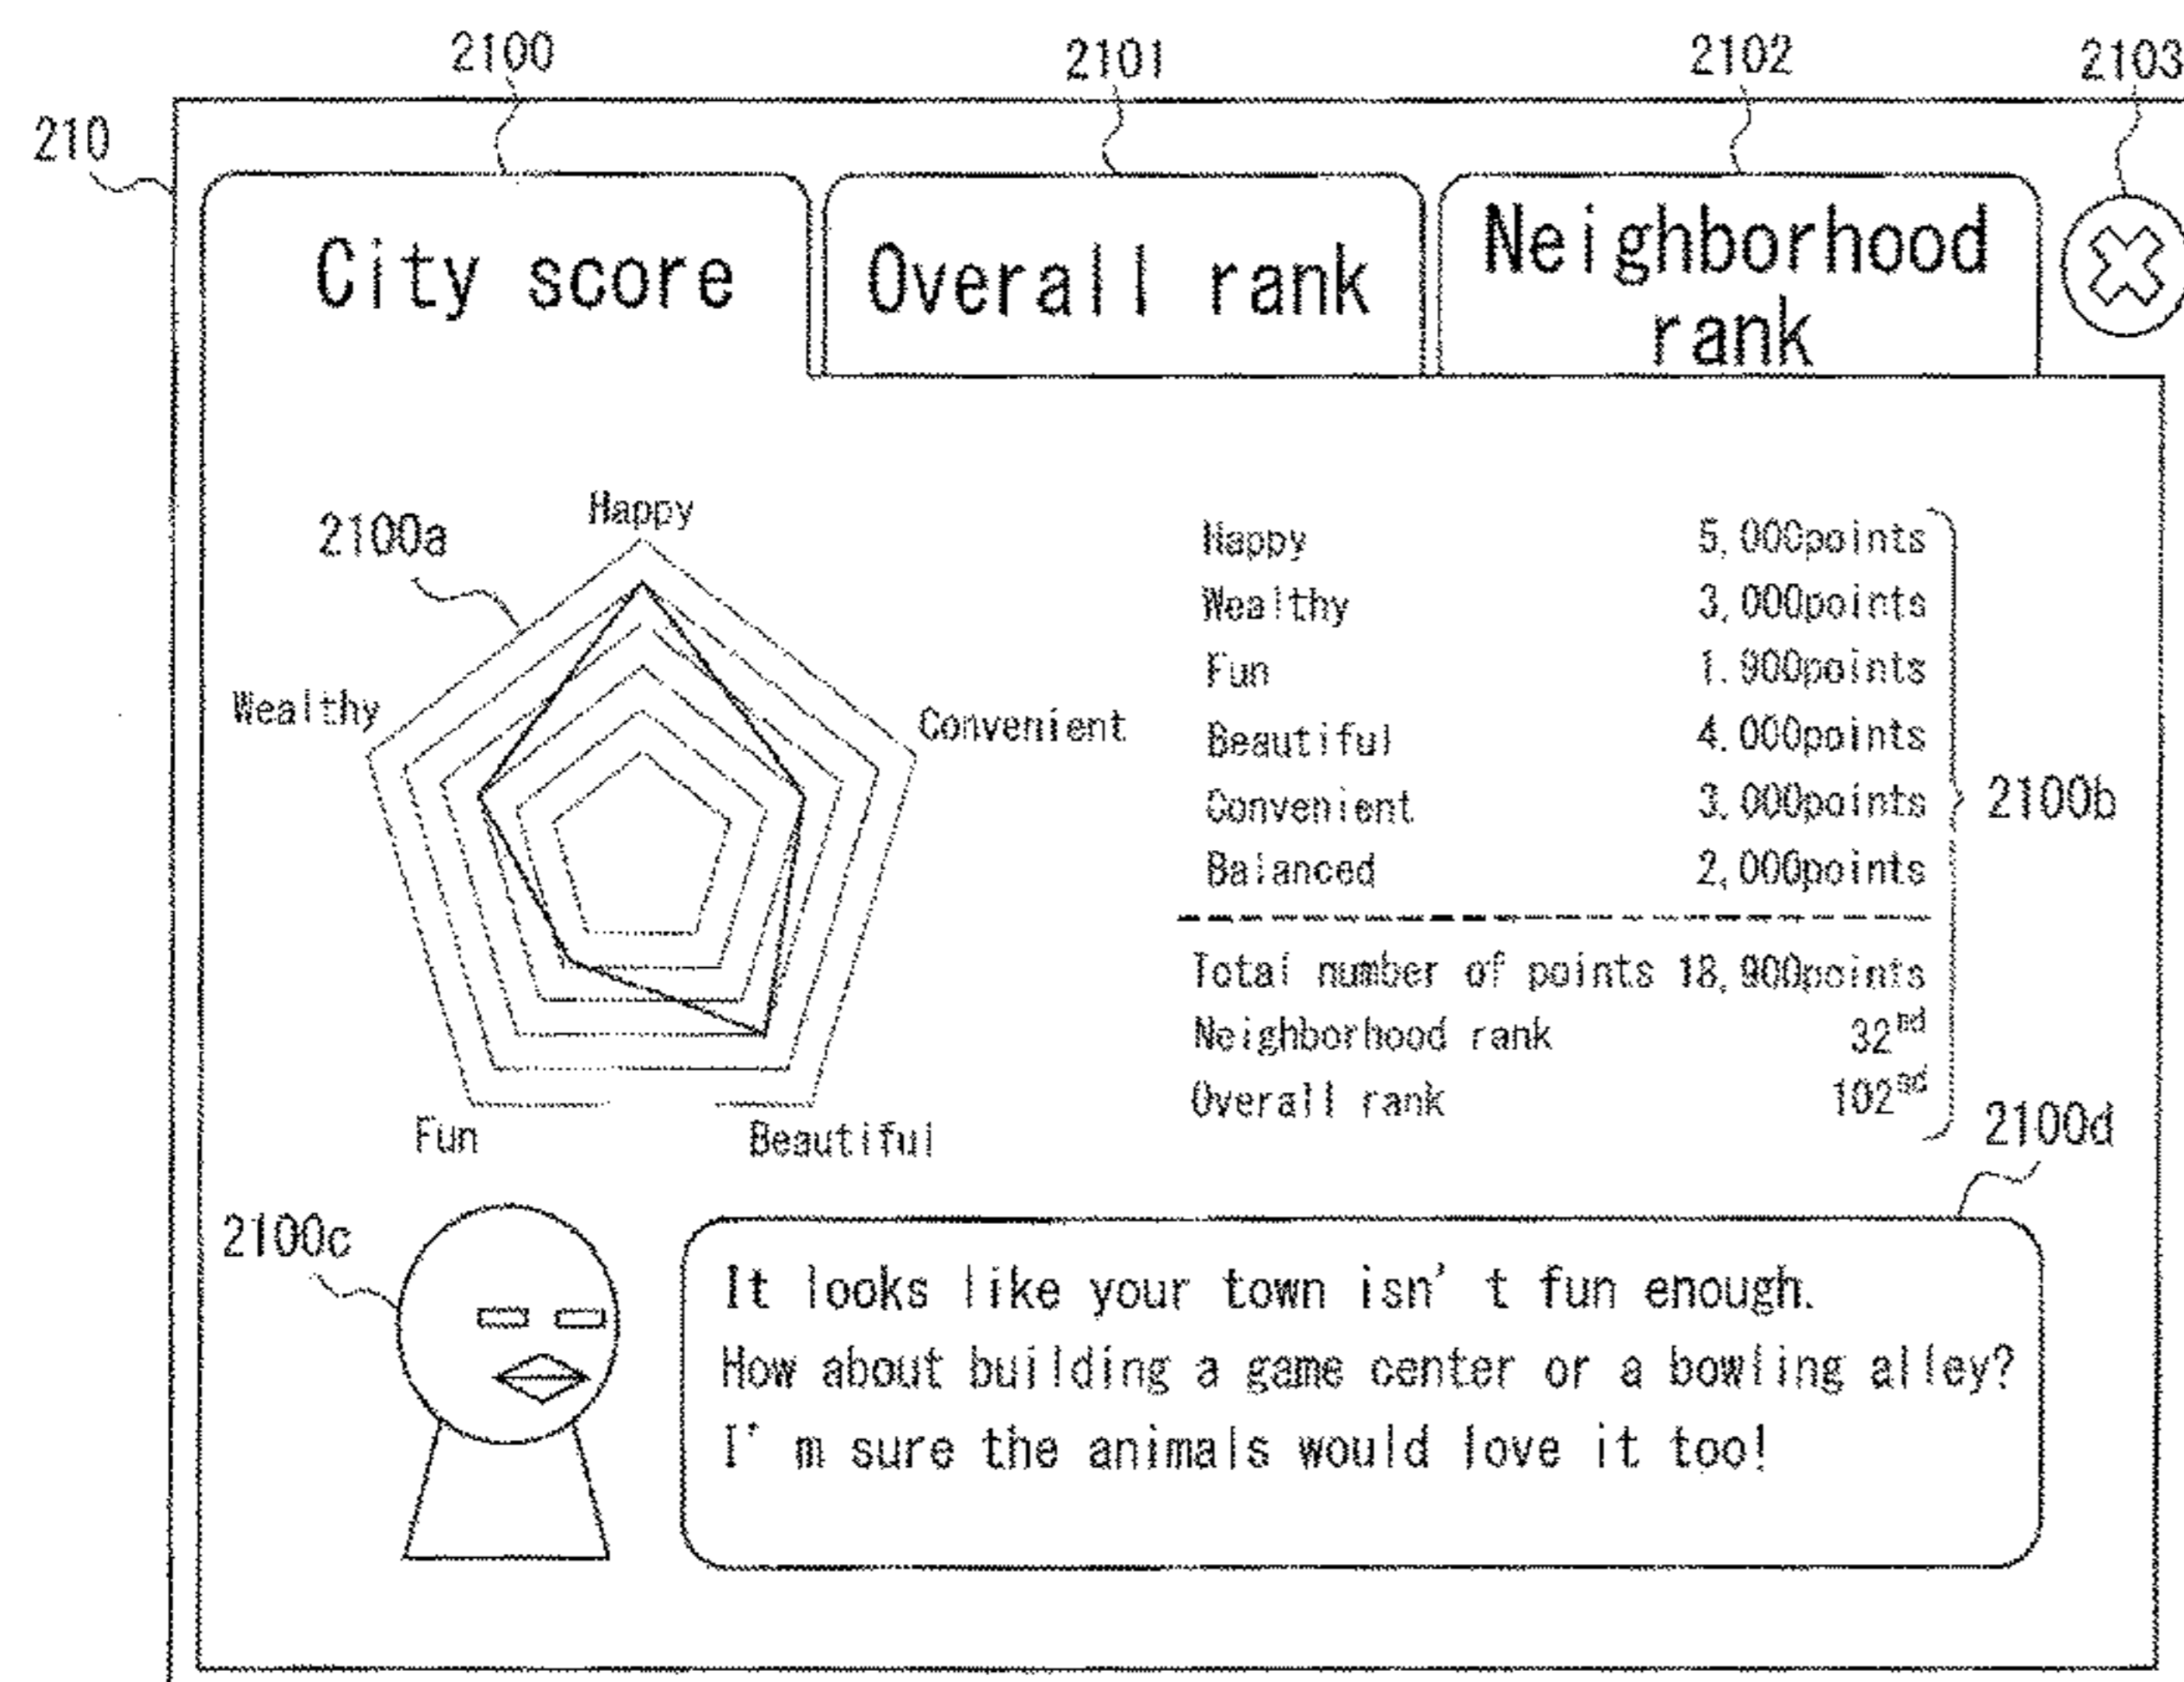 2100
2101
2102
2103
210
City score
Overall rank
Neighborhood
rank
2100a
Happy
Wealthy
Convenient
Fun
Beautiful
Happy 5,000points
Wealthy 3,000points
Fun 1.900points
Beautiful 4.000points
Convenient 3,000points
Balanced 2,000points
Total number of points 18,900points
Neighborhood rank 32nd
Overall rank 102nd
2100b
2100d
2100c
It looks like your town isn't fun enough.
How about building a game center or a bowling alley?
I'm sure the animals would love it too!